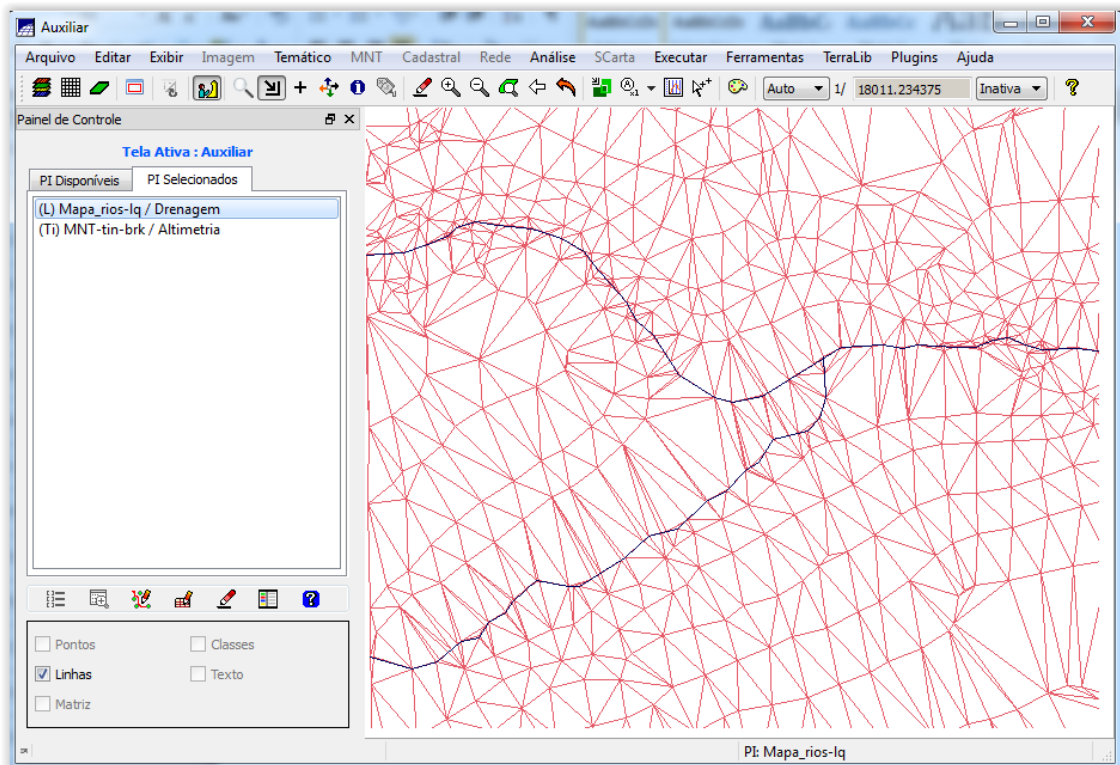 Auxiliar
Arquivo Editar Exibir Imagem Temático MNT Cadastral Rede Análise SCarta Executar Ferramentas TerraLib Plugins Ajuda
Auto 1/ 18011.234375 Inativa
Painel de Controle
Tela Ativa : Auxiliar
PI Disponíveis PI Selecionados
(L) Mapa_rios-lq / Drenagem
(Ti) MNT-tin-brk / Altimetria
Pontos Classes
Linhas Texto
Matriz
PI: Mapa_rios-lq